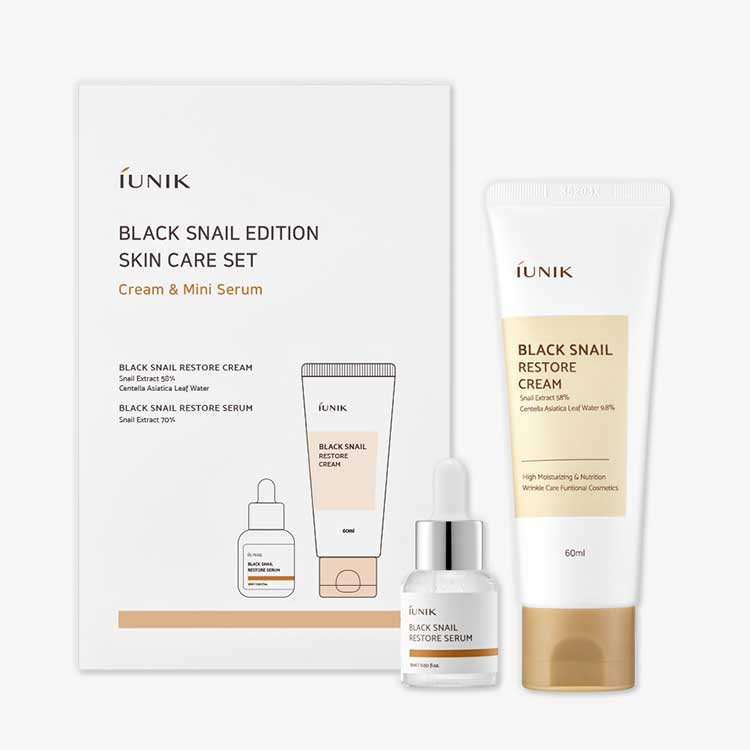 iUNIK
BLACK SNAIL EDITION
SKIN CARE SET
Cream & Mini Serum
BLACK SNAIL RESTORE CREAM
Snail Extract 58%
Centella Asiatica Leaf Water
BLACK SNAIL RESTORE SERUM
Snail Extract 70%
iUNIK
BLACK SNAIL
RESTORE
CREAM
60ml
iUNIK
BLACK SNAIL
RESTORE SERUM
iUNIK
BLACK SNAIL
RESTORE SERUM
iUNIK
BLACK SNAIL
RESTORE
CREAM
Snail Extract 58%
Centella Asiatica Leaf Water 9.8%
High Moisturizing & Nutrition
Wrinkle Care Funtional Cosmetics
60ml